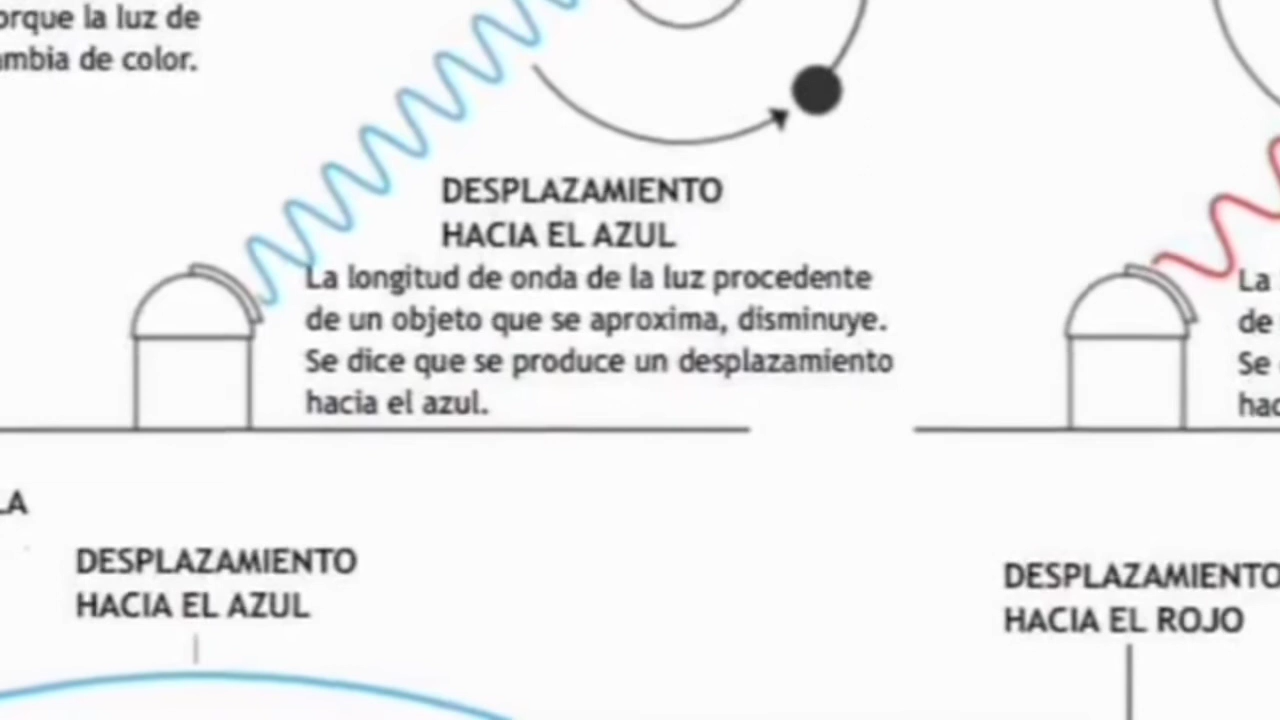 la luz de
de color.
DESPLAZAMIENTO
HACIA EL AZUL
La longitud de onda de la luz procedente
de un objeto que se aproxima, disminuye.
Se dice que se produce un desplazamiento
hacia el azul.
La
de
Se
DESPLAZAMIENTO
HACIA EL AZUL
DESPLAZAMIENTO
HACIA EL ROJO